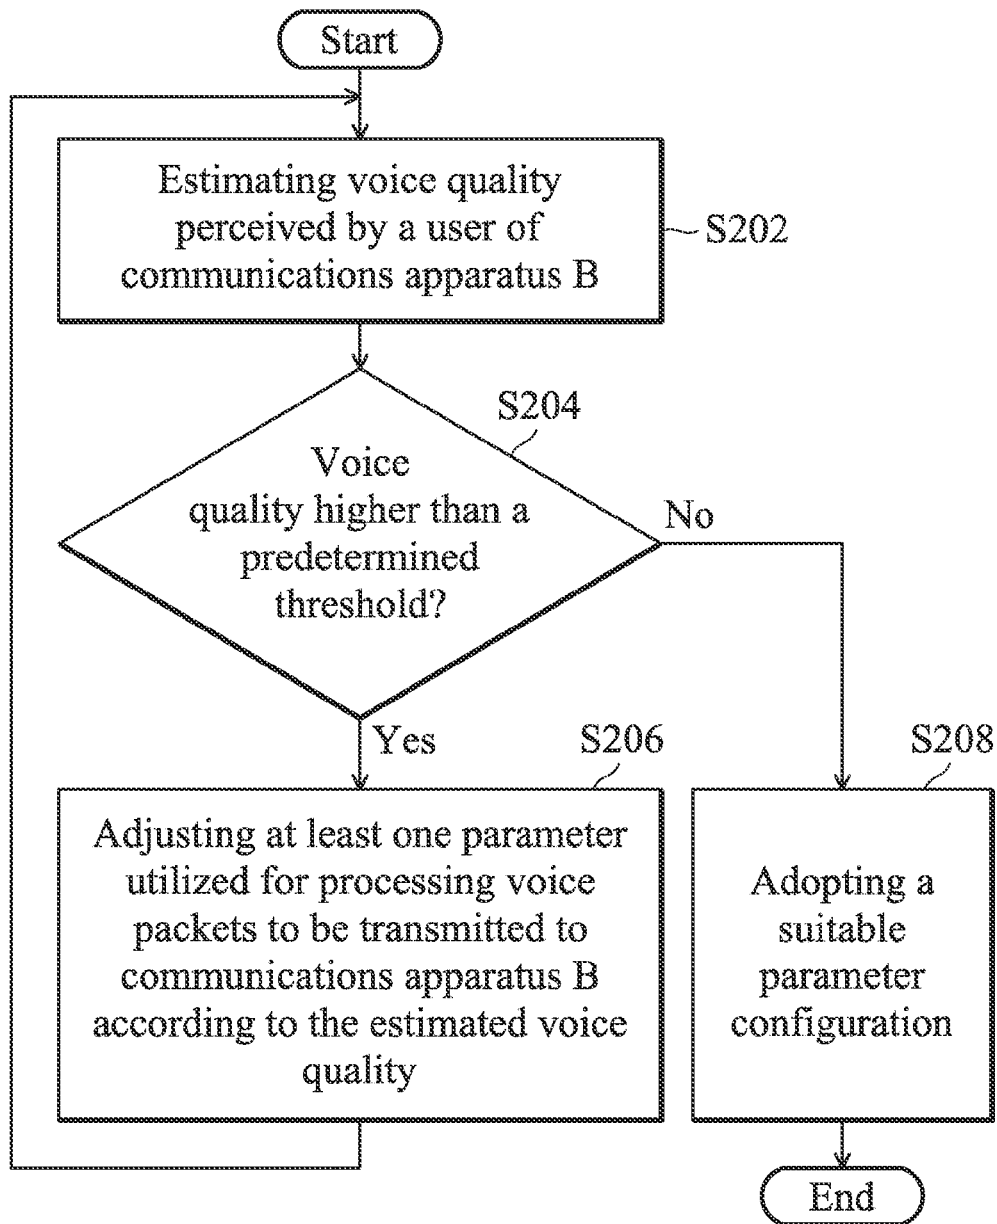 Start
Estimating voice quality
perceived by a user of
communications apparatus B
S202
S204
Voice
quality higher than a
predetermined
threshold?
No
Yes
S206
S208
Adjusting at least one parameter
utilized for processing voice
packets to be transmitted to
communications apparatus B
according to the estimated voice
quality
Adopting a
suitable
parameter
configuration
End